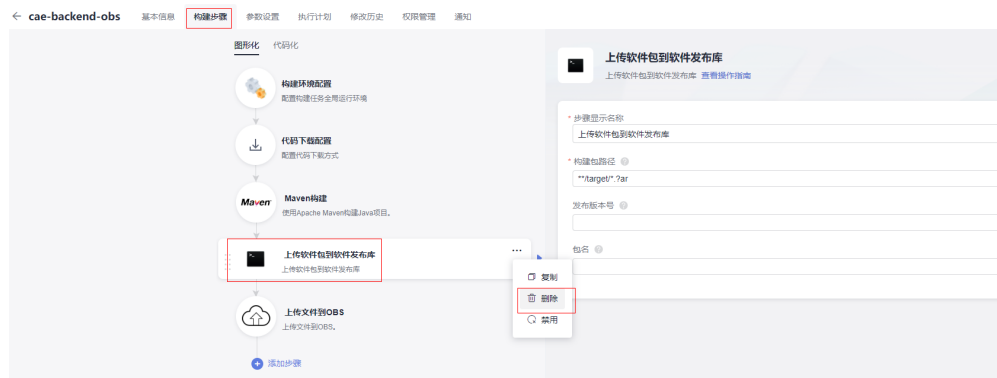 ← cae-backend-obs 基本信息 构建步骤 参数设置 执行计划 修改历史 权限管理 通知
图形化 代码化
构建环境配置
配置构建任务全局运行环境
代码下载配置
配置代码下载方式
Maven
Maven构建
使用Apache Maven构建Java项目。
上传软件包到软件发布库
上传软件包到软件发布库
...
复制
删除
禁用
上传文件到OBS
上传文件到OBS。
添加步骤
上传软件包到软件发布库
上传软件包到软件发布库 查看操作指南
* 步骤显示名称
上传软件包到软件发布库
* 构建包路径
**/target/*.?ar
发布版本号
包名